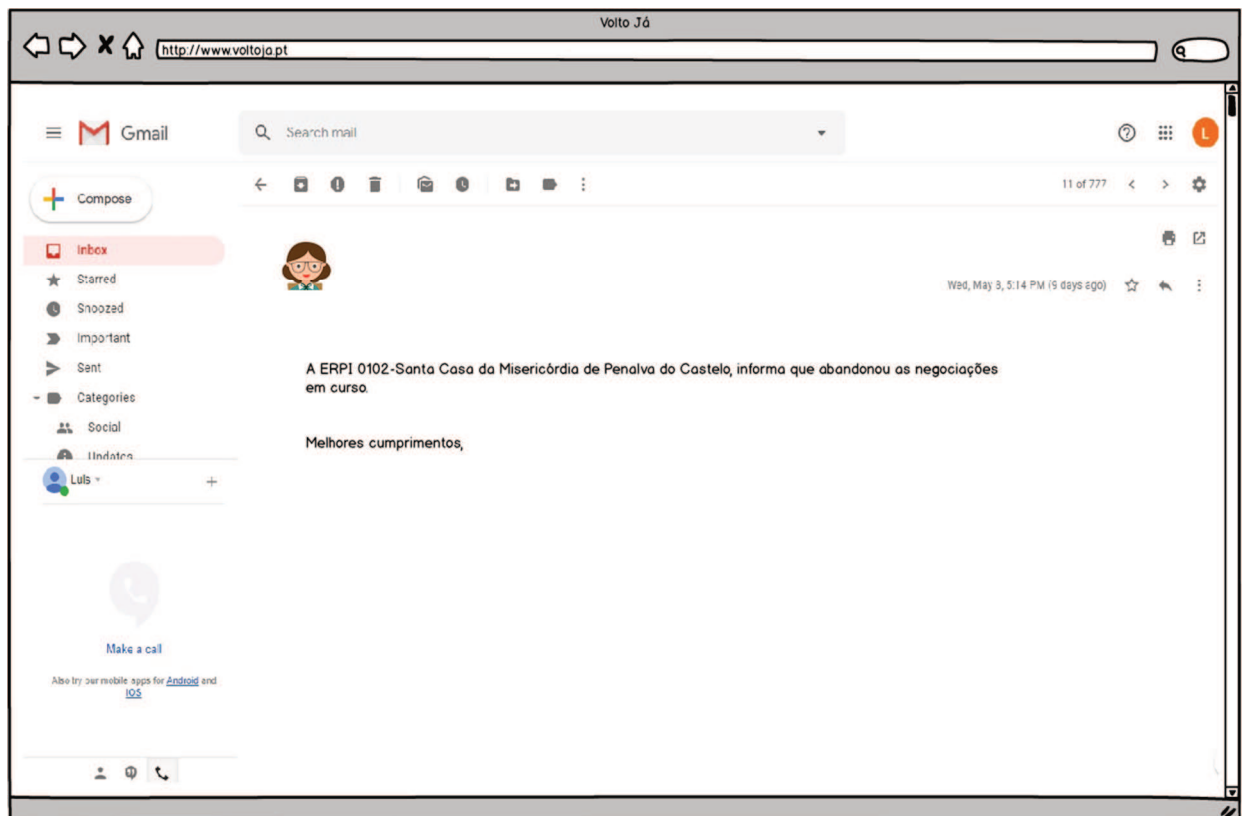 Volto Já
http://www.voltoja.pt
Gmail
Search mail
L
Compose
11 of 777
Inbox
Starred
Wed, May 8, 5:14 PM (9 days ago)
Snoozed
Important
Sent
A ERPI 0102-Santa Casa da Misericórdia de Penalva do Castelo, informa que abandonou as negociações
em curso.
Categories
Social
Melhores cumprimentos,
Updates
Luis
Make a call
Also try our mobile apps for Android and
IOS